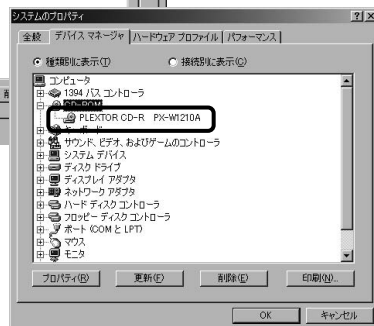 システムのプロパティ
全般 デバイス マネージャ ハードウェア プロファイル パフォーマンス
種類別に表示(T) 接続別に表示(C)
コンピュータ
1394 バス コントローラ
CD-ROM
PLEXTOR CD-R PX-W1210A
キーボード
サウンド、ビデオ、およびゲームのコントローラ
システム デバイス
ディスク ドライブ
ディスプレイ アダプタ
ネットワーク アダプタ
ハード ディスク コントローラ
フロッピー ディスク コントローラ
ポート (COM と LPT)
マウス
モニタ
プロパティ(R) 更新(F) 削除(E) 印刷(N)...
OK キャンセル